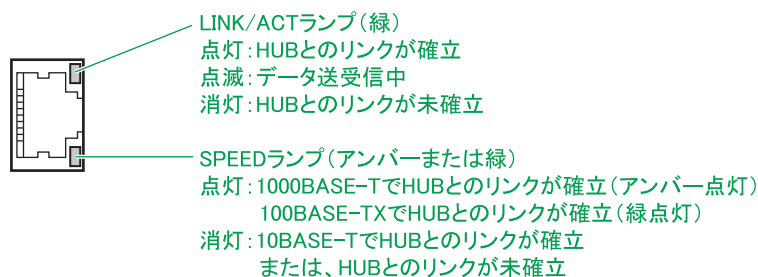 LINK/ACTランプ（緑）
点灯：HUBとのリンクが確立
点滅：データ送受信中
消灯：HUBとのリンクが未確立
SPEEDランプ（アンバーまたは緑）
点灯：1000BASE-TでHUBとのリンクが確立（アンバー点灯）
100BASE-TXでHUBとのリンクが確立（緑点灯）
消灯：10BASE-TでHUBとのリンクが確立
または、HUBとのリンクが未確立